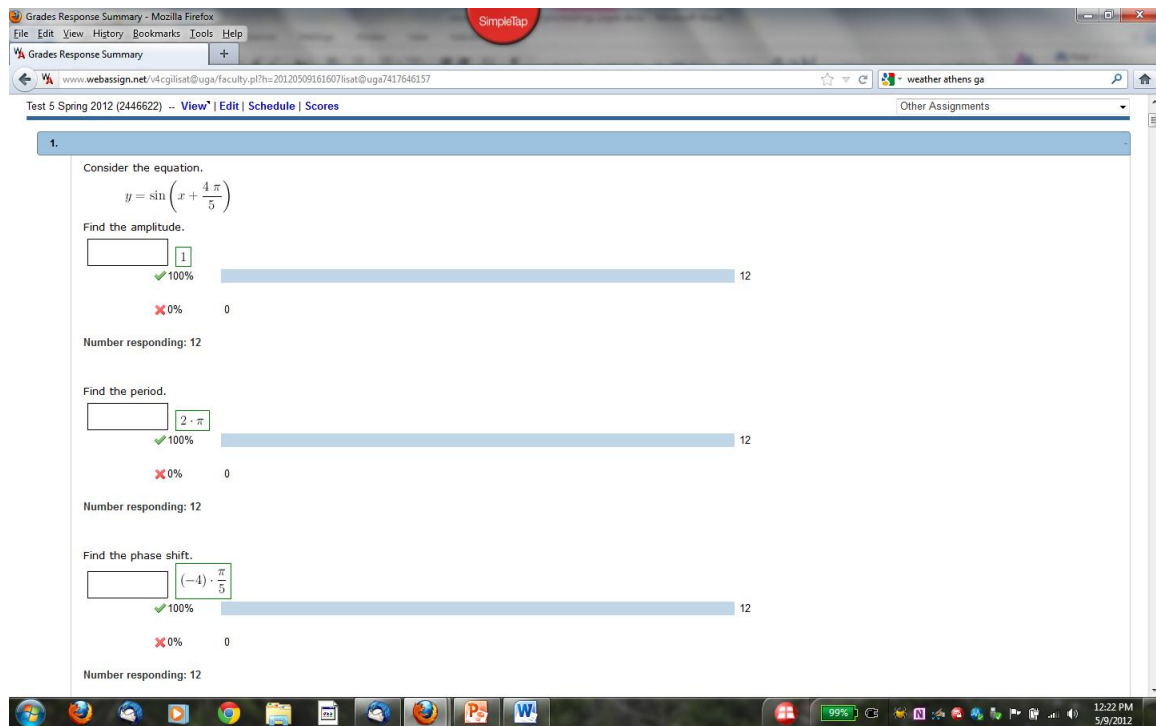 Grades Response Summary - Mozilla Firefox
SimpleTap
File Edit View History Bookmarks Tools Help
Grades Response Summary +
www.webassign.net/v4cgilisat@uga/faculty.pl?h=20120509161607lisat@uga7417646157
weather athens ga
Test 5 Spring 2012 (2446622) -- View | Edit | Schedule | Scores
Other Assignments
1.
Consider the equation.
y = sin(x + 4 π/5)
Find the amplitude.
1
100% 12
0% 0
Number responding: 12
Find the period.
2 · π
100% 12
0% 0
Number responding: 12
Find the phase shift.
(−4) · π/5
100% 12
0% 0
Number responding: 12
99%
12:22 PM
5/9/2012